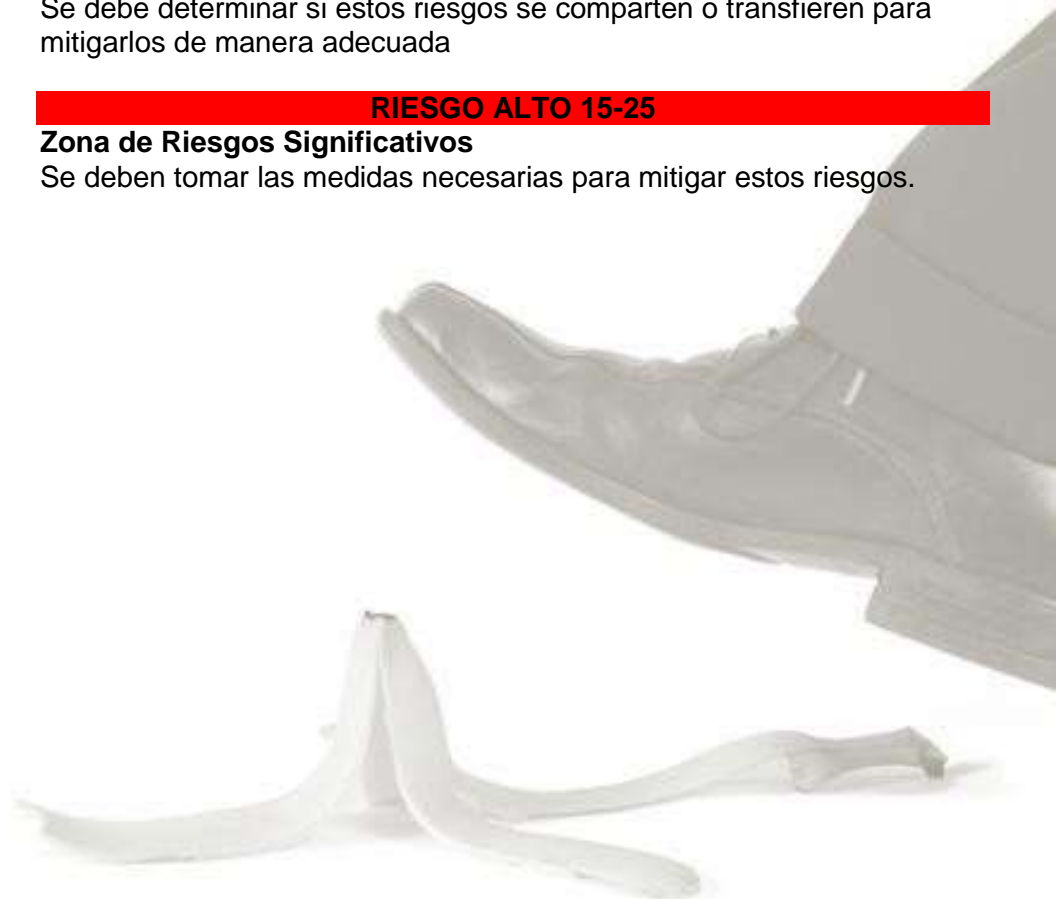 Se debe determinar si estos riesgos se comparten o transfieren para
mitigarlos de manera adecuada
RIESGO ALTO 15-25
Zona de Riesgos Significativos
Se deben tomar las medidas necesarias para mitigar estos riesgos.